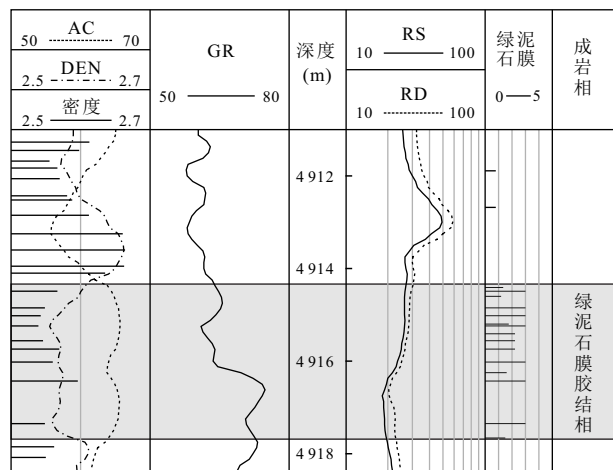 50 AC 70
2.5 DEN 2.7
2.5 密度 2.7
GR
50 80
深度
(m)
RS
10 100
RD
10 100
绿泥
石膜
0 5
成
岩
相
4 912
4 914
4 916
4 918
绿
泥
石
膜
胶
结
相